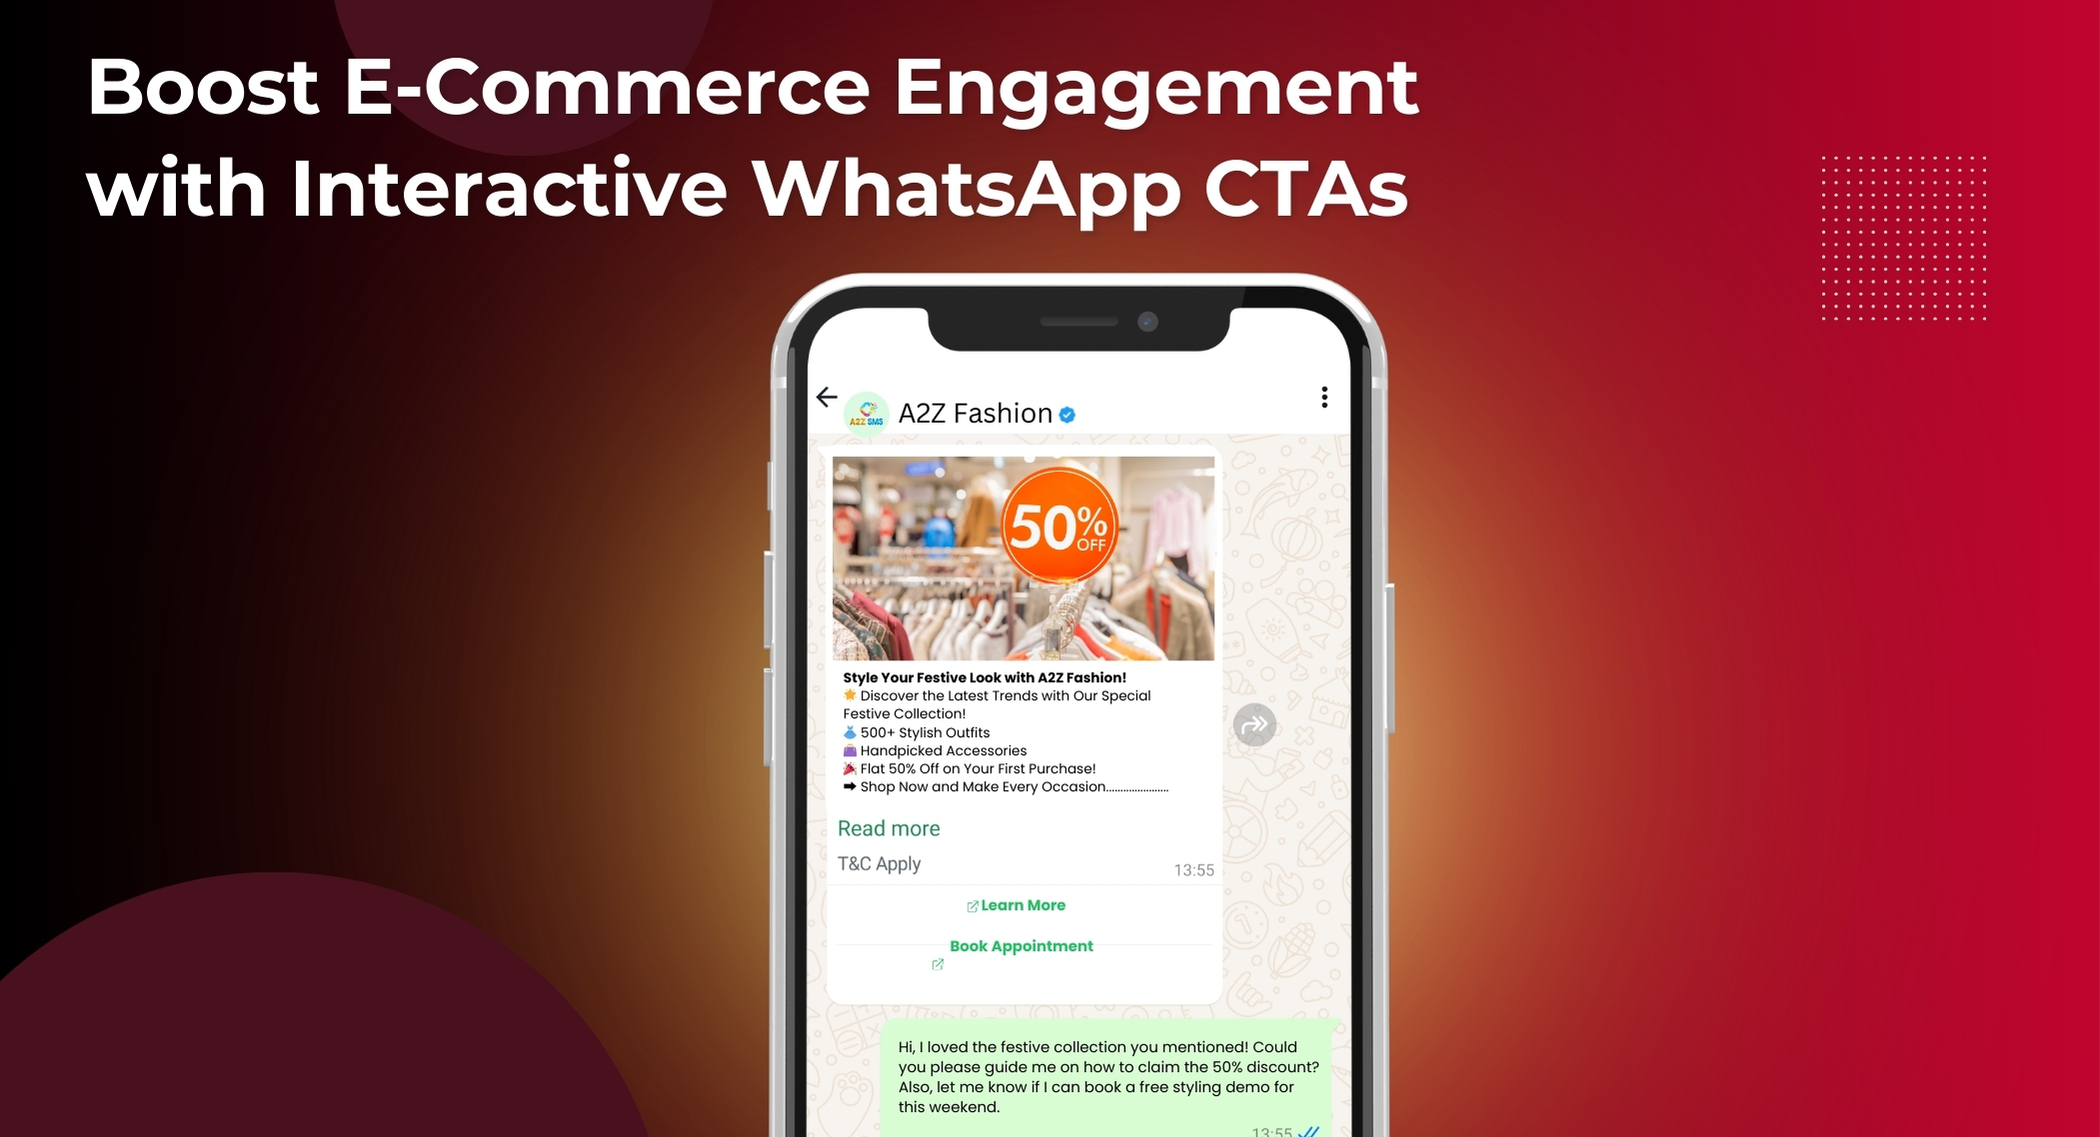 Boost E-Commerce Engagement
with Interactive WhatsApp CTAs
A2Z SMS
A2Z Fashion
50% OFF
Style Your Festive Look with A2Z Fashion!
🌟 Discover the Latest Trends with Our Special
Festive Collection!
👗 500+ Stylish Outfits
👜 Handpicked Accessories
🎉 Flat 50% Off on Your First Purchase!
➡ Shop Now and Make Every Occasion.....................
Read more
T&C Apply
13:55
Learn More
Book Appointment
Hi, I loved the festive collection you mentioned! Could
you please guide me on how to claim the 50% discount?
Also, let me know if I can book a free styling demo for
this weekend.
13:55